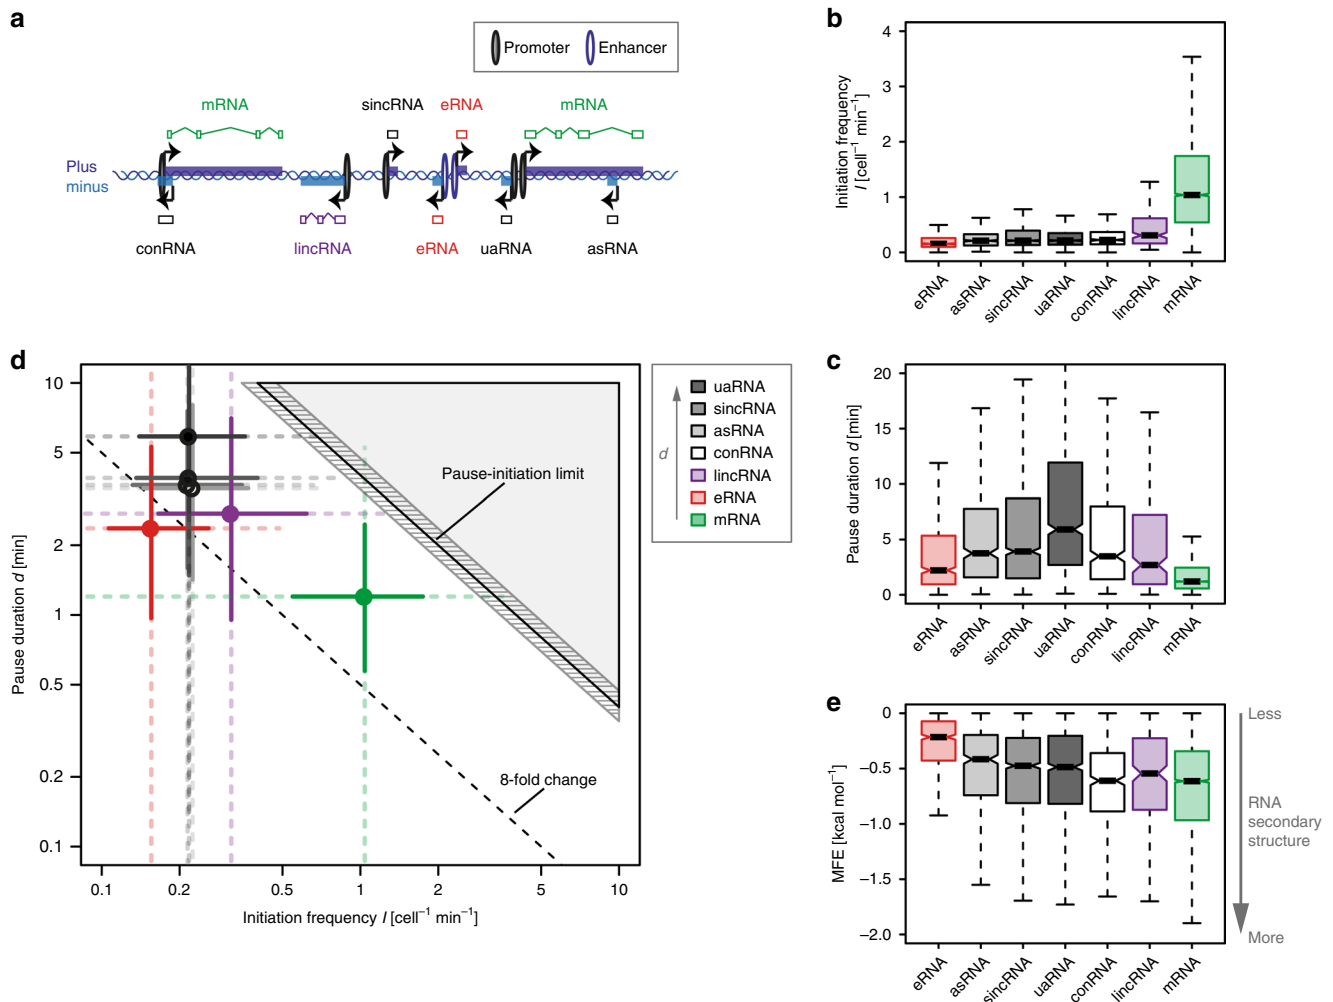 a
Promoter
Enhancer
mRNA
sincRNA
eRNA
mRNA
Plus
minus
conRNA
lincRNA
eRNA
uaRNA
asRNA
b
Initiation frequency
I [cell⁻¹ min⁻¹]
4
3
2
1
0
eRNA
asRNA
sincRNA
uaRNA
conRNA
lincRNA
mRNA
d
Pause duration d [min]
10
5
2
1
0.5
0.2
0.1
Pause-initiation limit
8-fold change
0.1
0.2
0.5
1
2
5
10
Initiation frequency I [cell⁻¹ min⁻¹]
d
uaRNA
sincRNA
asRNA
conRNA
lincRNA
eRNA
mRNA
c
Pause duration d [min]
20
15
10
5
0
eRNA
asRNA
sincRNA
uaRNA
conRNA
lincRNA
mRNA
e
MFE [kcal mol⁻¹]
0
−0.5
−1.0
−1.5
−2.0
eRNA
asRNA
sincRNA
uaRNA
conRNA
lincRNA
mRNA
Less
RNA
secondary
structure
More